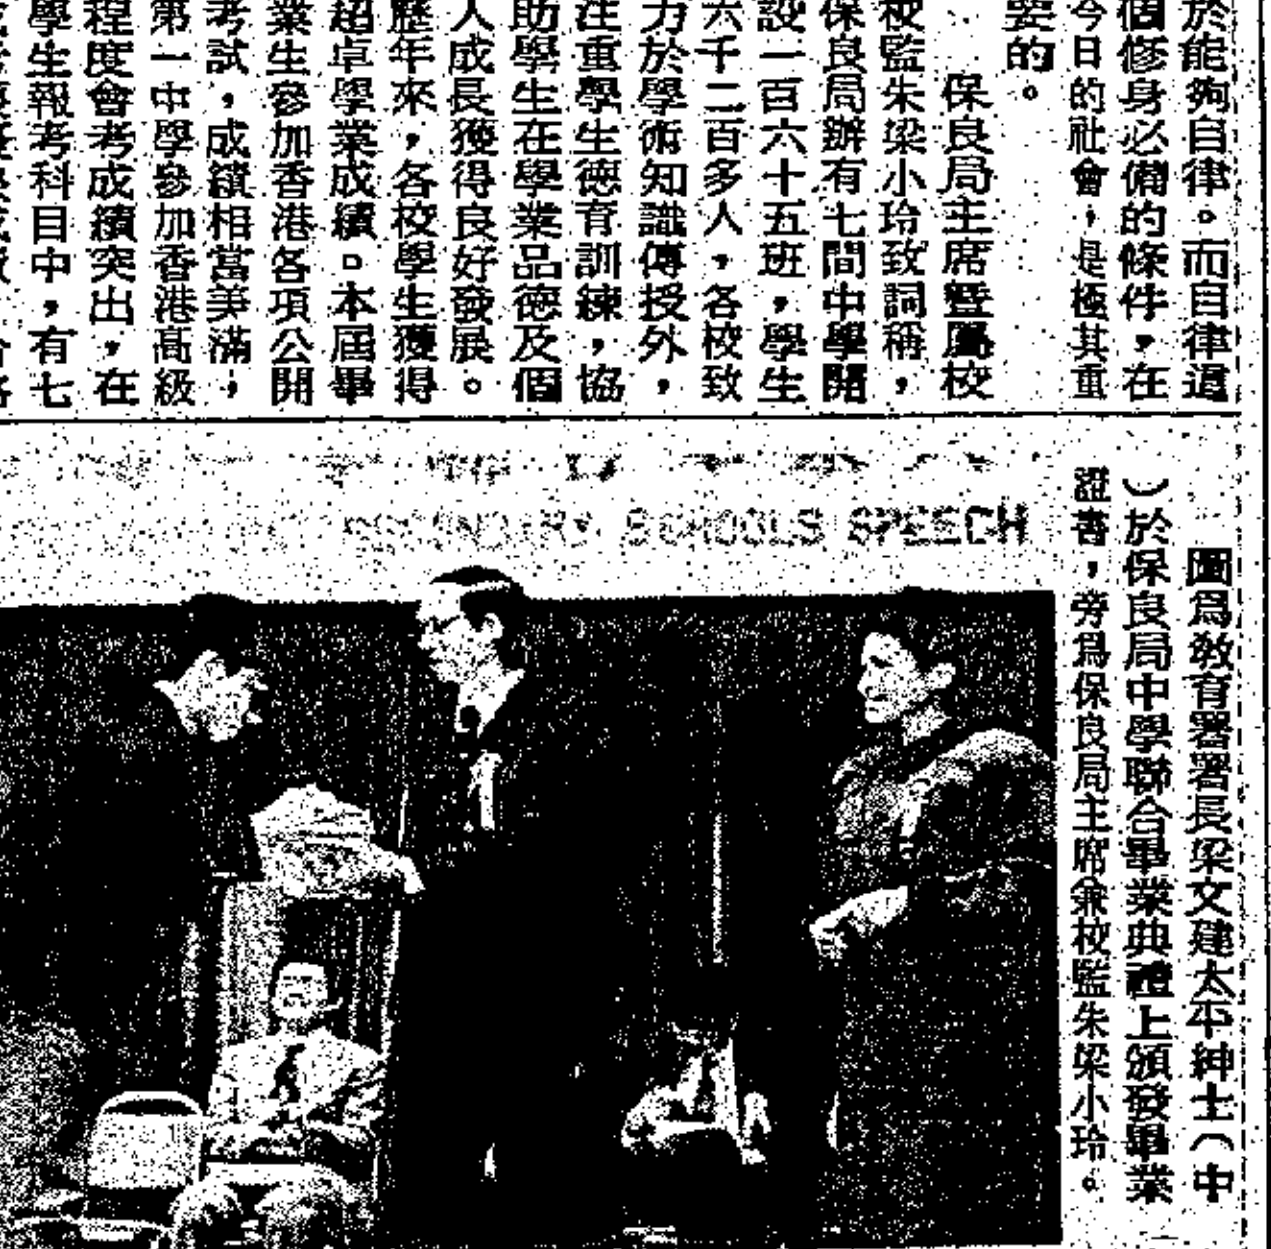 於能夠自律。而自律這
個修身必備的條件,在
今日的社會,是極其重
要的。
保良局主席暨屬校
校監朱梁小玲致詞稱,
保良局辦有七間中學開
設一百六十五班,學生
六千二百多人,各校致
力於學術知識傳授外,
注重學生德育訓練,協
助學生在學業品德及個
人成長獲得良好發展。
歷年來,各校學生獲得
超卓學業成績。本屆畢
業生參加香港各項公開
考試,成績相當美滿,
第一中學參加香港高級
程度會考成績突出,在
學生報考科目中,有七
SECONDARY SCHOOLS SPEECH
圖為教育署署長梁文建太平紳士(中
)於保良局中學聯合畢業典禮上頒發畢業
證書,旁為保良局主席兼校監朱梁小玲。